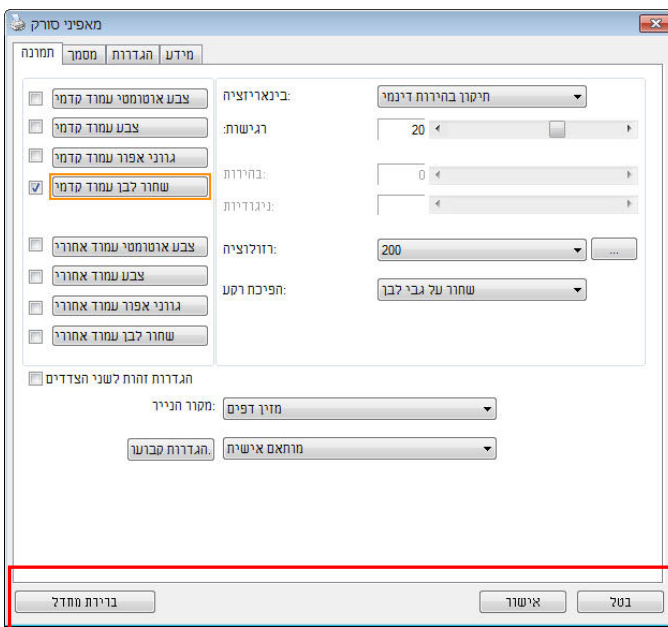 מאפיני סורק
תמונה מסמך הגדרות מידע
צבע אוטומטי עמוד קדמי
צבע עמוד קדמי
גווני אפור עמוד קדמי
שחור לבן עמוד קדמי
צבע אוטומטי עמוד אחורי
צבע עמוד אחורי
גווני אפור עמוד אחורי
שחור לבן עמוד אחורי
בינאריזציה: תיקון בהירות דינמי
רגישות: 20
בהירות: 0
ניגודיות:
רזולוציה: 200 ...
הפיכת רקע: שחור על גבי לבן
הגדרות זהות לשני הצדדים
מקור הנייר: מזין דפים
הגדרות קבועו. מותאם אישית
ברירת מחדל אישור בטל